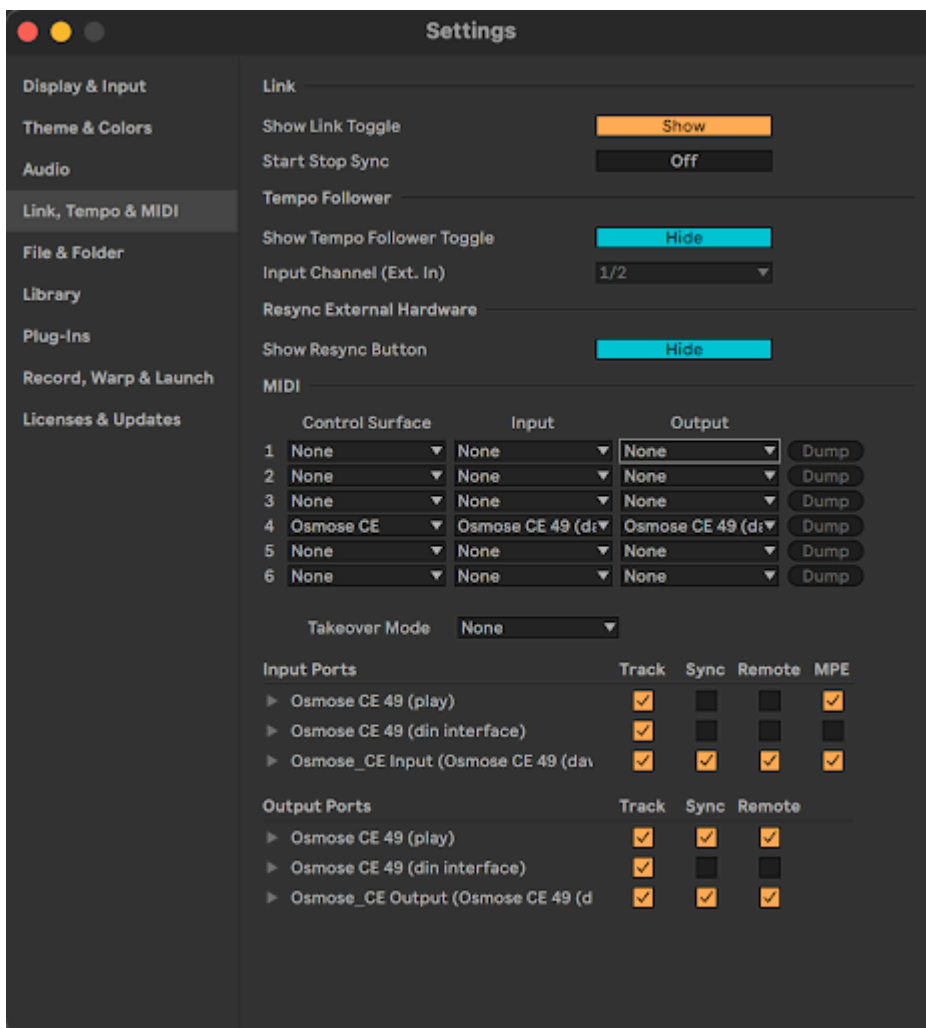 Settings
Display & Input
Theme & Colors
Audio
Link, Tempo & MIDI
File & Folder
Library
Plug-Ins
Record, Warp & Launch
Licenses & Updates
Link
Show Link Toggle Show
Start Stop Sync Off
Tempo Follower
Show Tempo Follower Toggle Hide
Input Channel (Ext. In) 1/2
Resync External Hardware
Show Resync Button Hide
MIDI
Control Surface Input Output
1 None None None Dump
2 None None None Dump
3 None None None Dump
4 Osmose CE Osmose CE 49 (da Osmose CE 49 (da Dump
5 None None None Dump
6 None None None Dump
Takeover Mode None
Input Ports Track Sync Remote MPE
Osmose CE 49 (play)
Osmose CE 49 (din interface)
Osmose_CE Input (Osmose CE 49 (dav
Output Ports Track Sync Remote
Osmose CE 49 (play)
Osmose CE 49 (din interface)
Osmose_CE Output (Osmose CE 49 (d